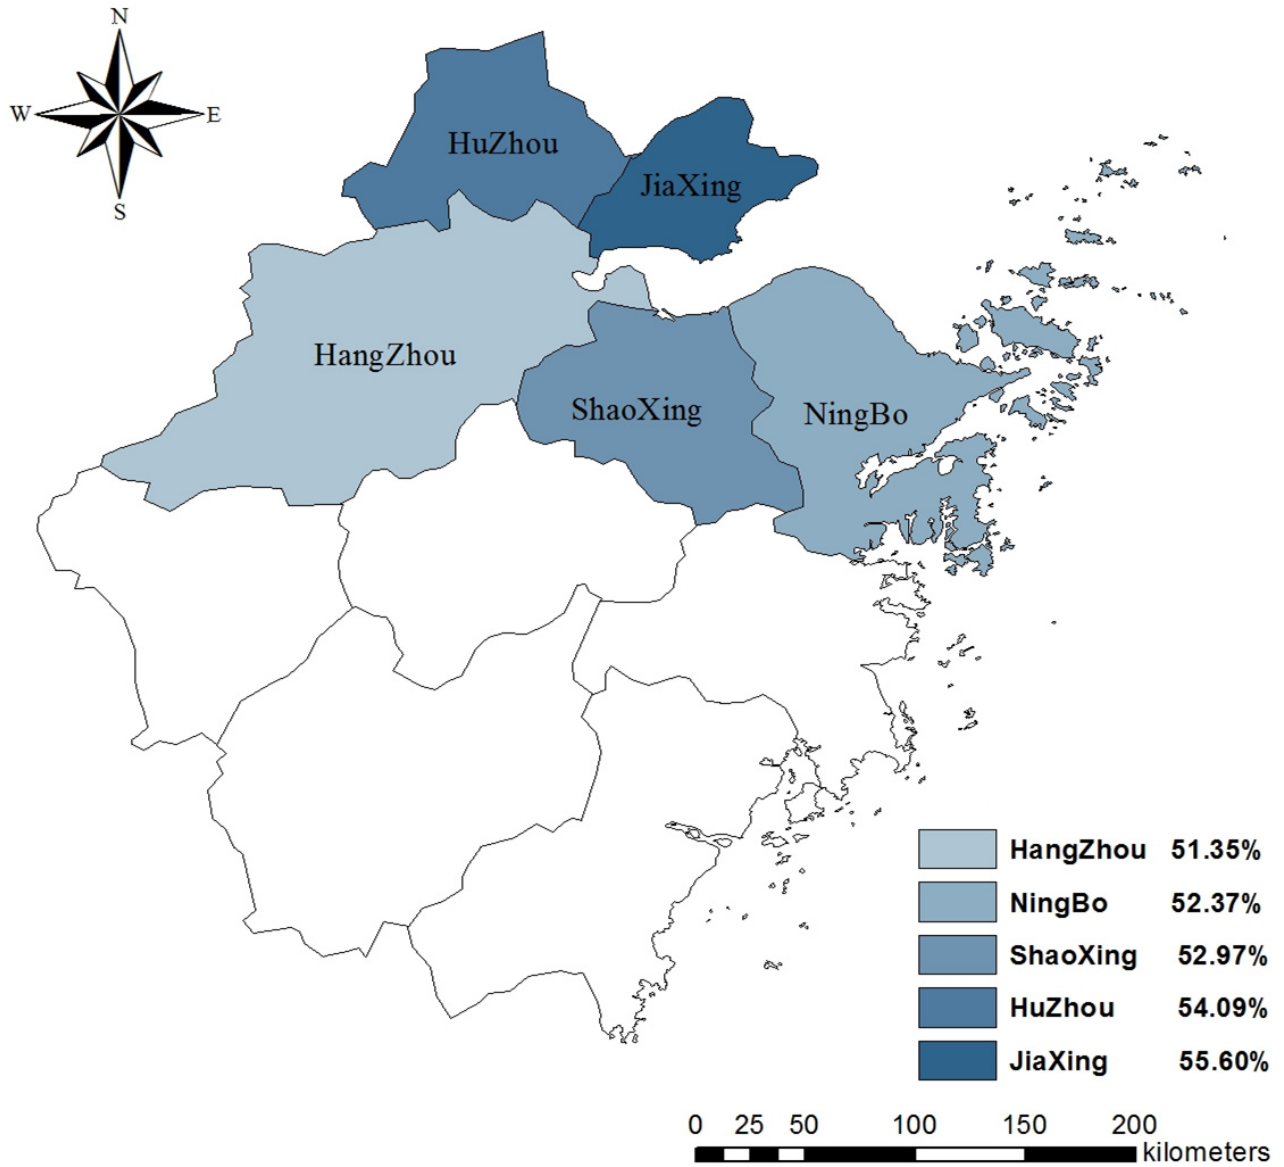 N
W E
S
HuZhou
JiaXing
HangZhou
ShaoXing
NingBo
HangZhou 51.35%
NingBo 52.37%
ShaoXing 52.97%
HuZhou 54.09%
JiaXing 55.60%
0 25 50 100 150 200
kilometers